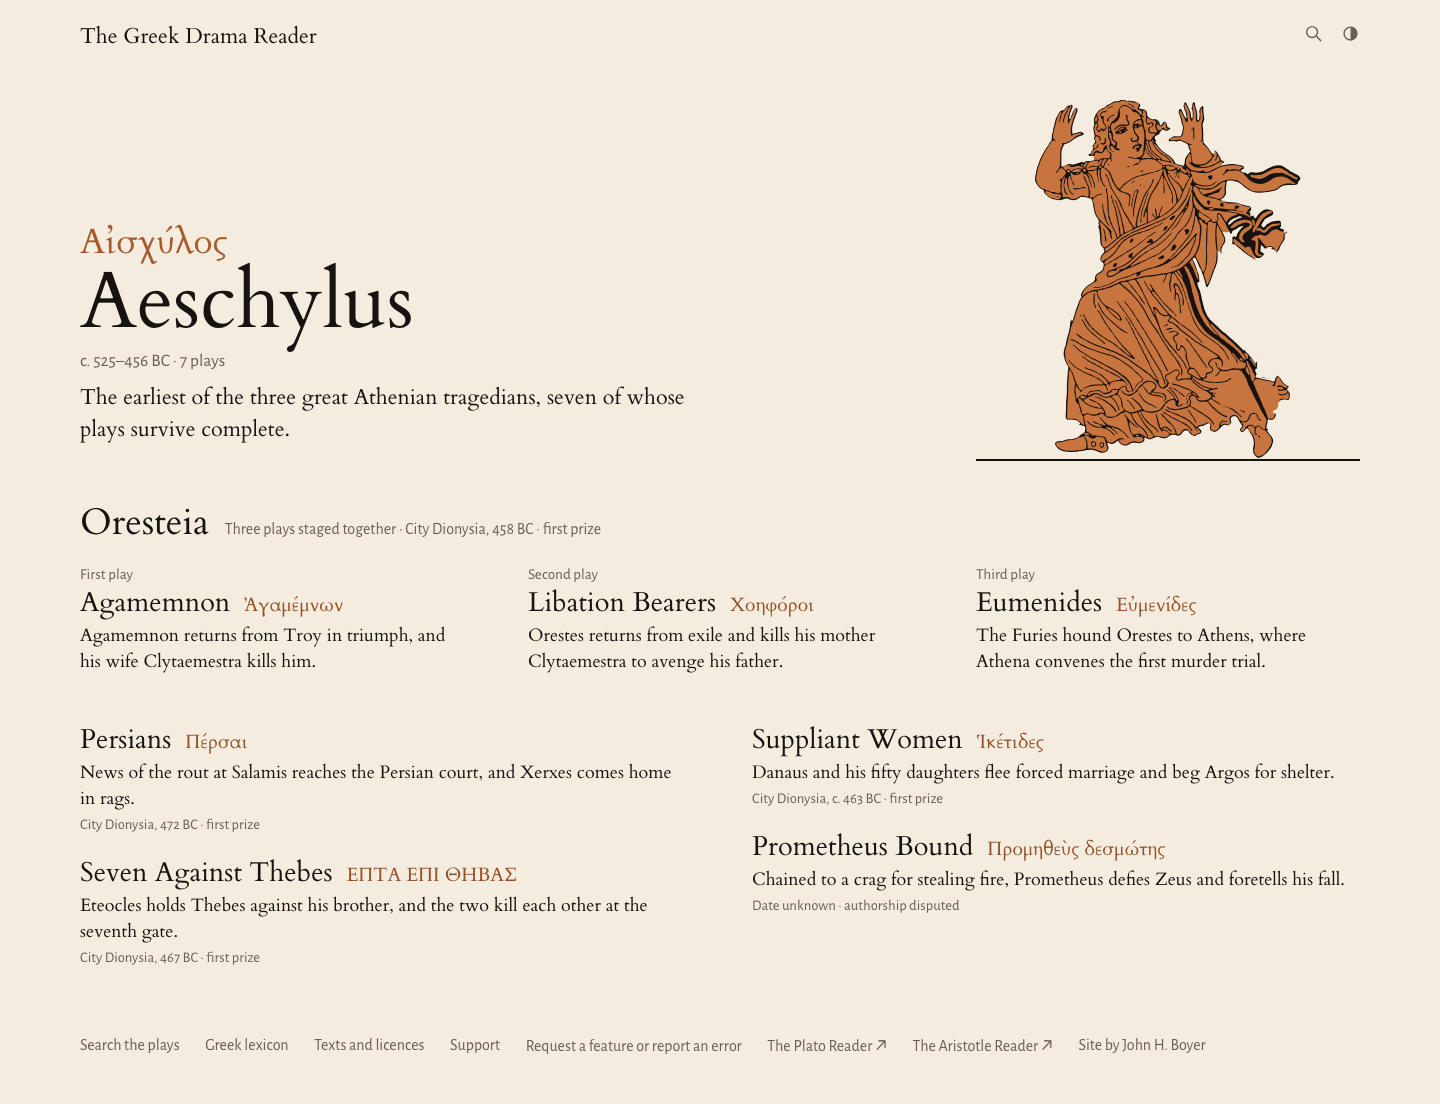 The Greek Drama Reader
Αἰσχύλος
Aeschylus
c. 525–456 BC · 7 plays
The earliest of the three great Athenian tragedians, seven of whose
plays survive complete.
Oresteia Three plays staged together · City Dionysia, 458 BC · first prize
First play
Agamemnon Ἀγαμέμνων
Agamemnon returns from Troy in triumph, and
his wife Clytaemestra kills him.
Second play
Libation Bearers Χοηφόροι
Orestes returns from exile and kills his mother
Clytaemestra to avenge his father.
Third play
Eumenides Εὐμενίδες
The Furies hound Orestes to Athens, where
Athena convenes the first murder trial.
Persians Πέρσαι
News of the rout at Salamis reaches the Persian court, and Xerxes comes home
in rags.
City Dionysia, 472 BC · first prize
Seven Against Thebes ΕΠΤΑ ΕΠΙ ΘΗΒΑΣ
Eteocles holds Thebes against his brother, and the two kill each other at the
seventh gate.
City Dionysia, 467 BC · first prize
Suppliant Women Ἱκέτιδες
Danaus and his fifty daughters flee forced marriage and beg Argos for shelter.
City Dionysia, c. 463 BC · first prize
Prometheus Bound Προμηθεὺς δεσμώτης
Chained to a crag for stealing fire, Prometheus defies Zeus and foretells his fall.
Date unknown · authorship disputed
Search the plays Greek lexicon Texts and licences Support Request a feature or report an error The Plato Reader ↗ The Aristotle Reader ↗ Site by John H. Boyer